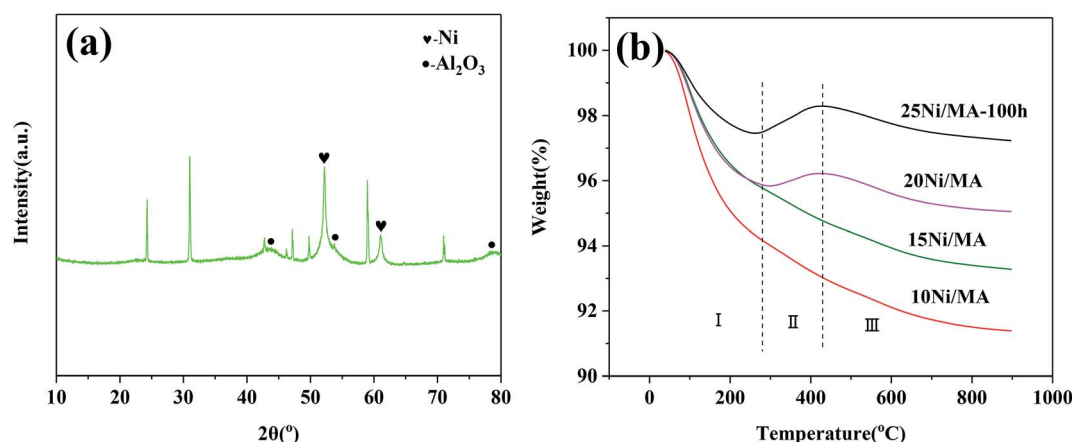 (a)
♥-Ni
●-Al₂O₃
Intensity(a.u.)
10 20 30 40 50 60 70 80
2θ(°)
(b)
100
98
96
94
92
90
Weight(%)
25Ni/MA-100h
20Ni/MA
15Ni/MA
10Ni/MA
Ⅰ Ⅱ Ⅲ
0 200 400 600 800 1000
Temperature(°C)